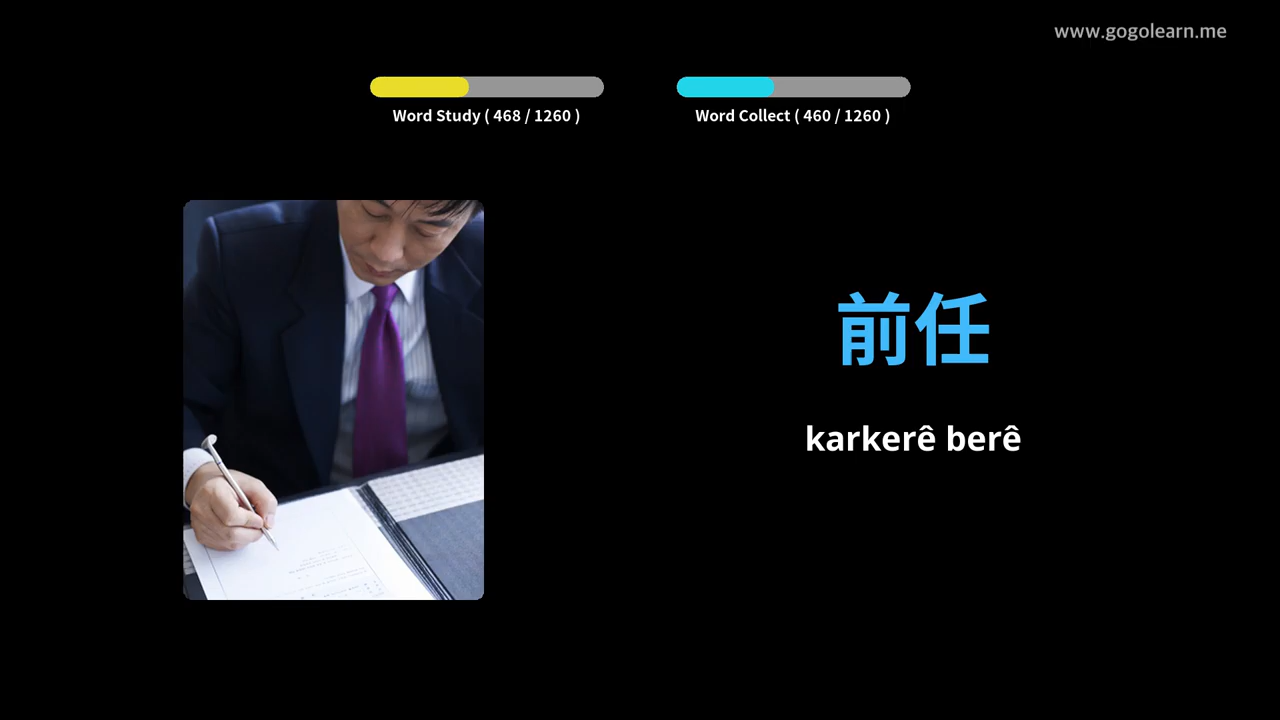 www.gogolearn.me
Word Study ( 468 / 1260 )
Word Collect ( 460 / 1260 )
前任
karkerê berê